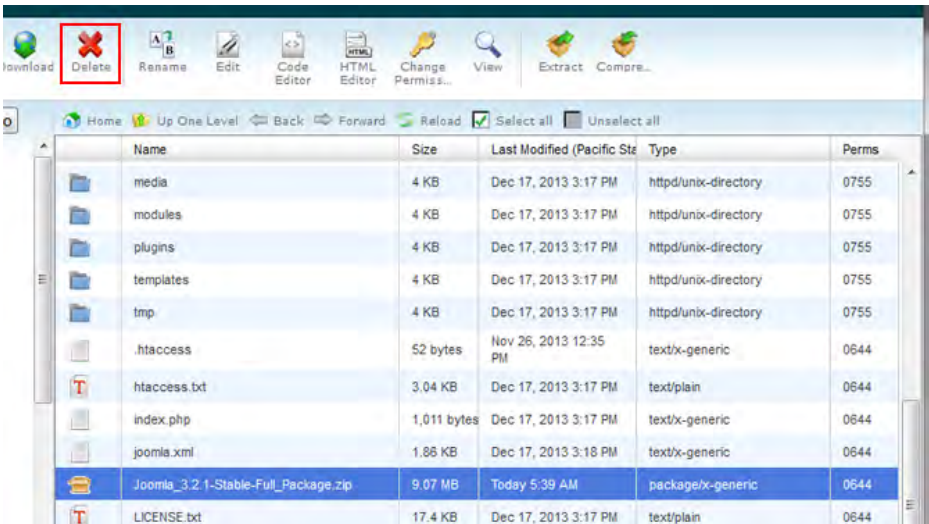 Download Delete Rename Edit Code Editor HTML Editor Change Permiss... View Extract Compre...
Home Up One Level Back Forward Reload Select all Unselect all
Name Size Last Modified (Pacific Sta Type Perms
media 4 KB Dec 17, 2013 3:17 PM httpd/unix-directory 0755
modules 4 KB Dec 17, 2013 3:17 PM httpd/unix-directory 0755
plugins 4 KB Dec 17, 2013 3:17 PM httpd/unix-directory 0755
templates 4 KB Dec 17, 2013 3:17 PM httpd/unix-directory 0755
tmp 4 KB Dec 17, 2013 3:17 PM httpd/unix-directory 0755
.htaccess 52 bytes Nov 26, 2013 12:35 PM text/x-generic 0644
htaccess.txt 3.04 KB Dec 17, 2013 3:17 PM text/plain 0644
index.php 1,011 bytes Dec 17, 2013 3:17 PM text/x-generic 0644
joomla.xml 1.86 KB Dec 17, 2013 3:18 PM text/x-generic 0644
Joomla_3.2.1-Stable-Full_Package.zip 9.07 MB Today 5:39 AM package/x-generic 0644
LICENSE.txt 17.4 KB Dec 17, 2013 3:17 PM text/plain 0644